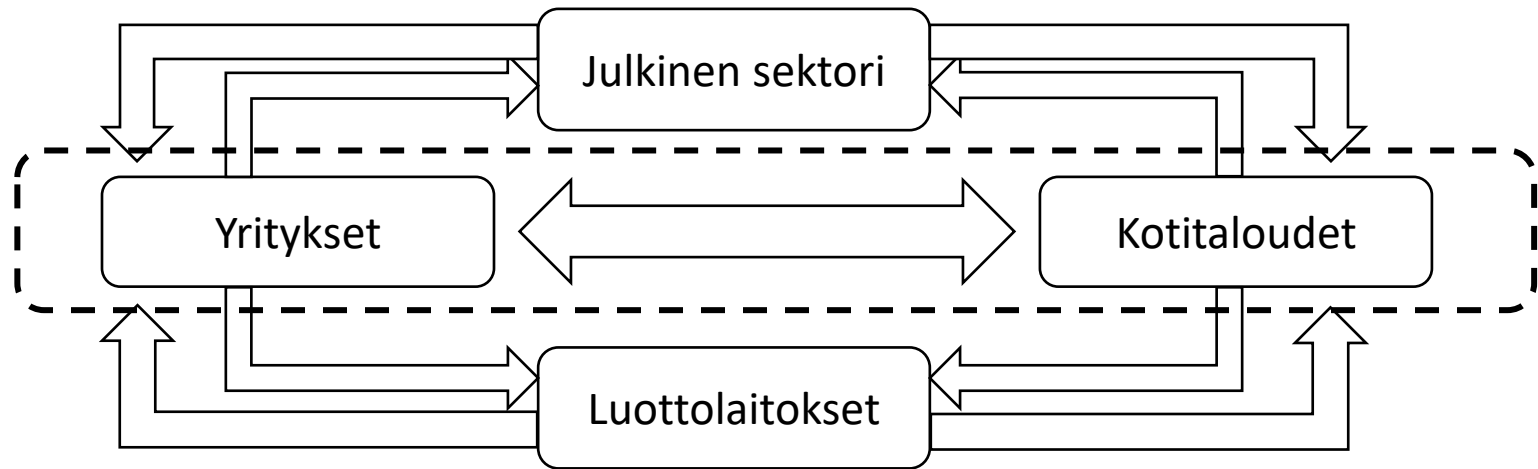 Julkinen sektori
Yritykset
Kotitaloudet
Luottolaitokset